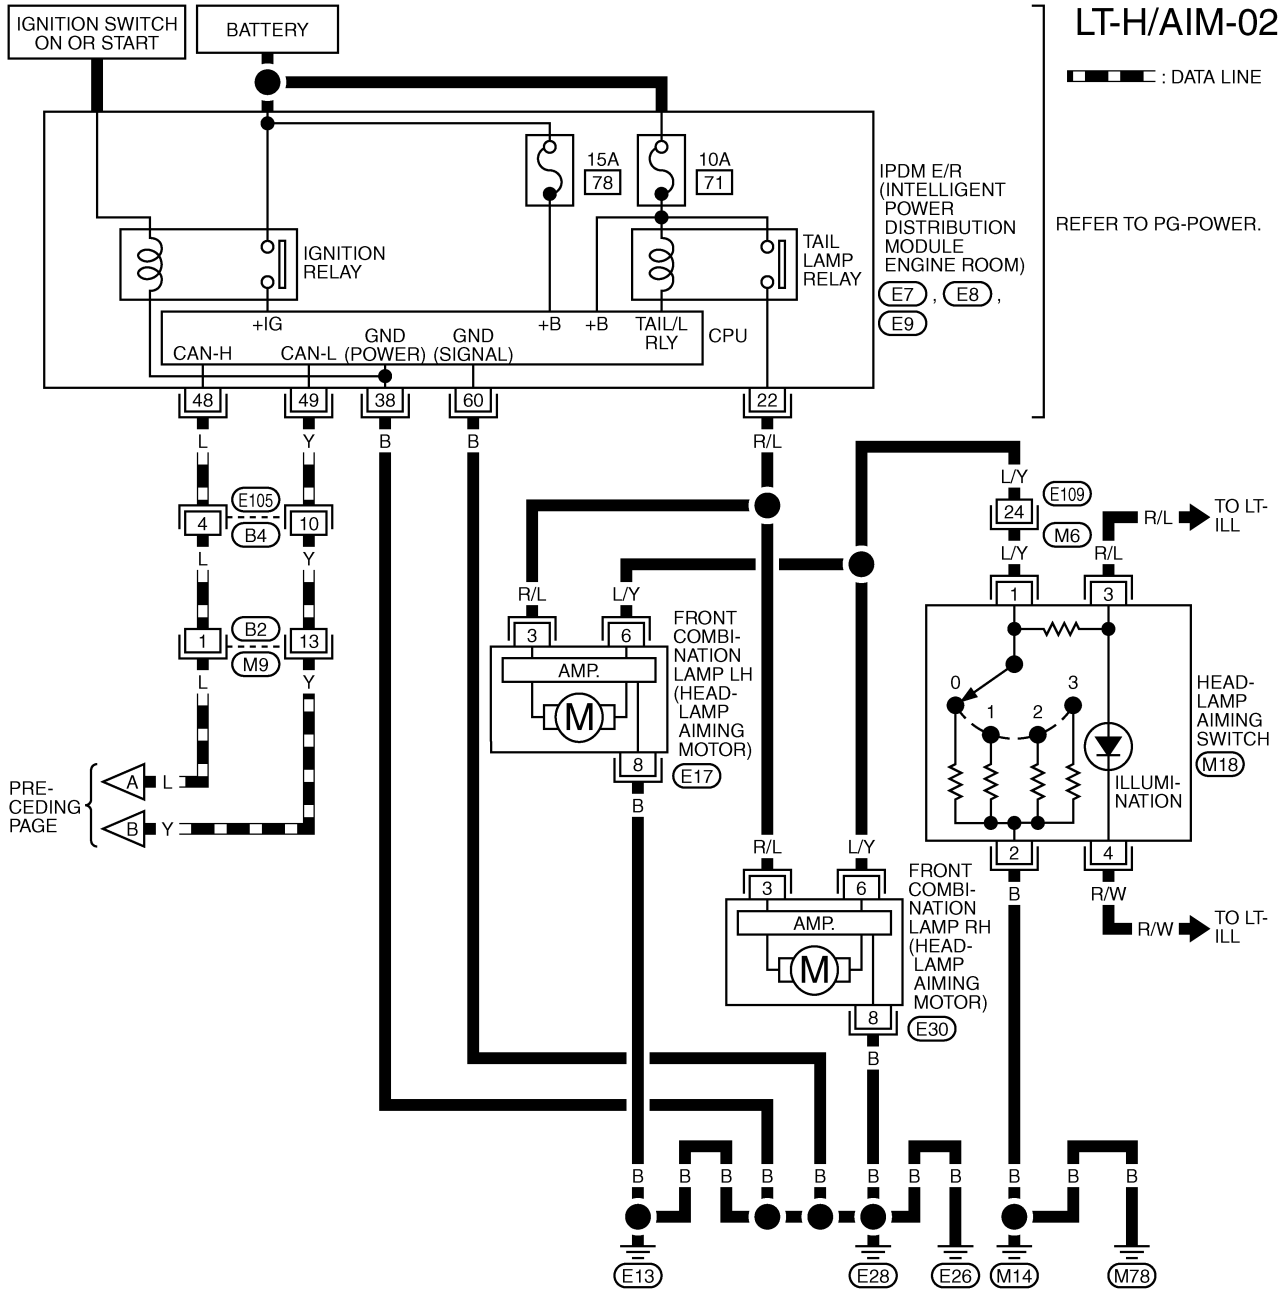 IGNITION SWITCH
ON OR START
BATTERY
LT-H/AIM-02
: DATA LINE
15A
78
10A
71
IPDM E/R
(INTELLIGENT
POWER
DISTRIBUTION
MODULE
ENGINE ROOM)
E7 , E8 ,
E9
REFER TO PG-POWER.
IGNITION
RELAY
TAIL
LAMP
RELAY
+IG
+B
+B
TAIL/L
RLY
CPU
CAN-H
CAN-L
GND
(POWER)
GND
(SIGNAL)
48
49
38
60
22
L
Y
B
B
R/L
E105
4
10
B4
L
Y
B2
1
13
M9
L
Y
PRE-
CEDING
PAGE
A
L
B
Y
L/Y
E109
24
M6
L/Y
R/L
R/L
TO LT-
ILL
1
3
R/L
L/Y
3
6
AMP.
M
8
B
FRONT
COMBI-
NATION
LAMP LH
(HEAD-
LAMP
AIMING
MOTOR)
E17
0
1
2
3
ILLUMI-
NATION
HEAD-
LAMP
AIMING
SWITCH
M18
2
4
B
R/W
R/W
TO LT-
ILL
R/L
L/Y
3
6
AMP.
M
8
B
FRONT
COMBI-
NATION
LAMP RH
(HEAD-
LAMP
AIMING
MOTOR)
E30
B
B
B
B
B
B
B
B
B
B
B
E13
E28
E26
M14
M78